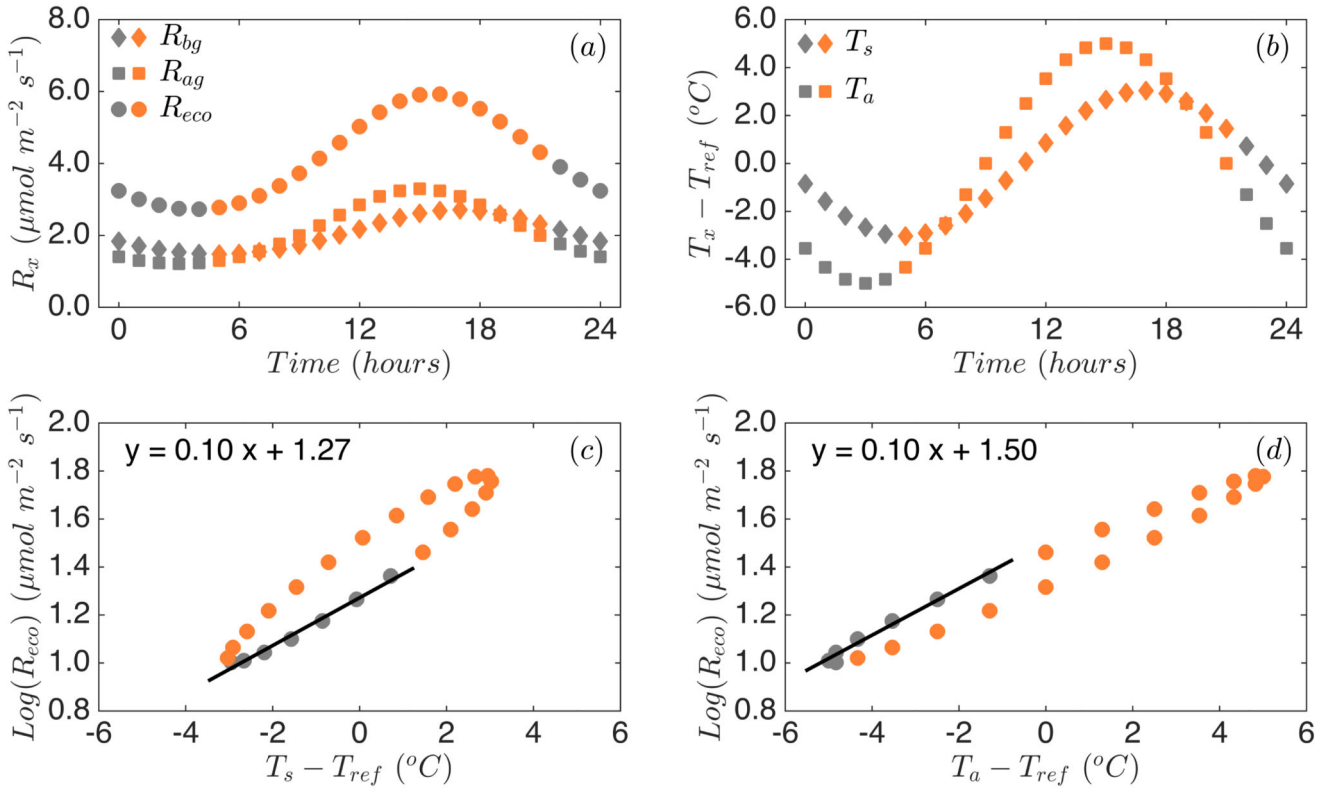 8.0
6.0
4.0
2.0
0.0
R_x (μmol m⁻² s⁻¹)
R_bg
R_ag
R_eco
(a)
0 6 12 18 24
Time (hours)
6.0
4.0
2.0
0.0
-2.0
-4.0
-6.0
T_x − T_ref (°C)
T_s
T_a
(b)
0 6 12 18 24
Time (hours)
2.0
1.8
1.6
1.4
1.2
1.0
0.8
Log(R_eco) (μmol m⁻² s⁻¹)
y = 0.10 x + 1.27
(c)
-6 -4 -2 0 2 4 6
T_s − T_ref (°C)
2.0
1.8
1.6
1.4
1.2
1.0
0.8
Log(R_eco) (μmol m⁻² s⁻¹)
y = 0.10 x + 1.50
(d)
-6 -4 -2 0 2 4 6
T_a − T_ref (°C)